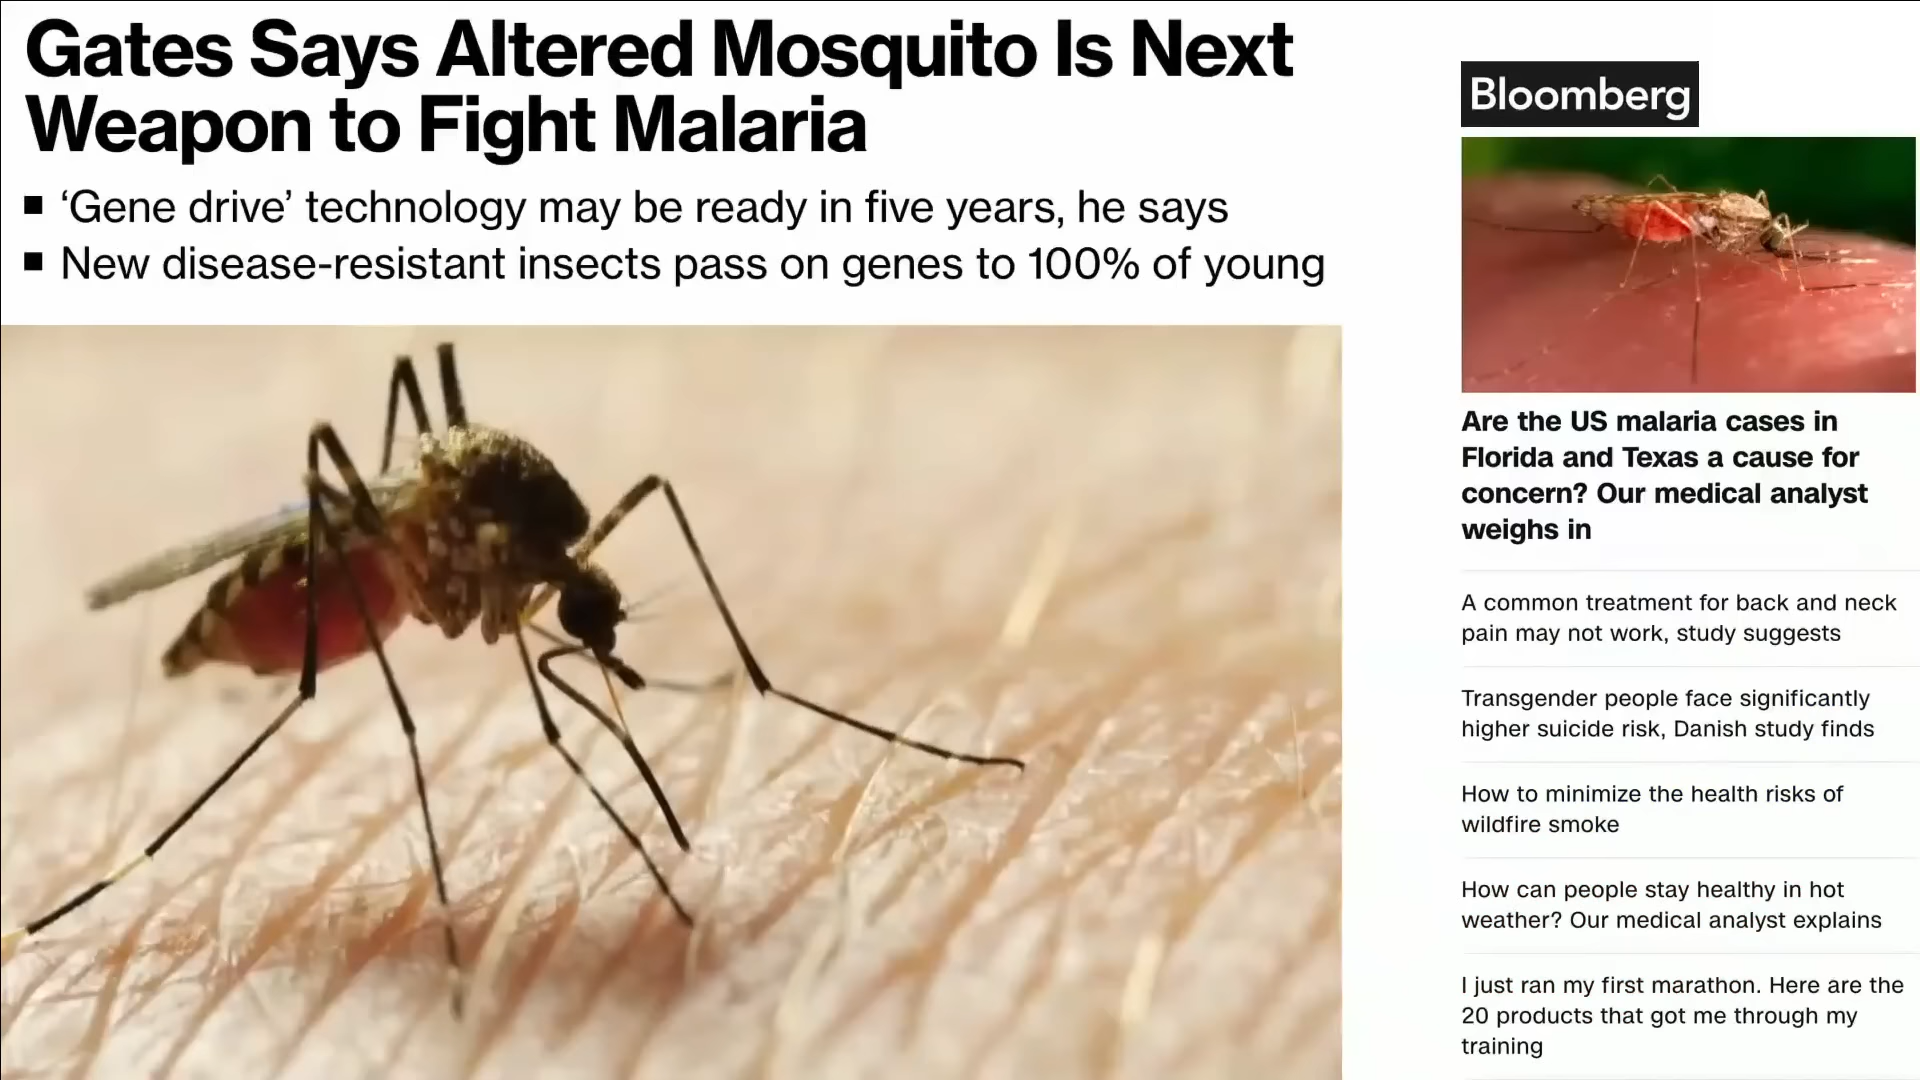 Gates Says Altered Mosquito Is Next
Weapon to Fight Malaria
▪ ‘Gene drive’ technology may be ready in five years, he says
▪ New disease-resistant insects pass on genes to 100% of young
Bloomberg
Are the US malaria cases in
Florida and Texas a cause for
concern? Our medical analyst
weighs in
A common treatment for back and neck
pain may not work, study suggests
Transgender people face significantly
higher suicide risk, Danish study finds
How to minimize the health risks of
wildfire smoke
How can people stay healthy in hot
weather? Our medical analyst explains
I just ran my first marathon. Here are the
20 products that got me through my
training